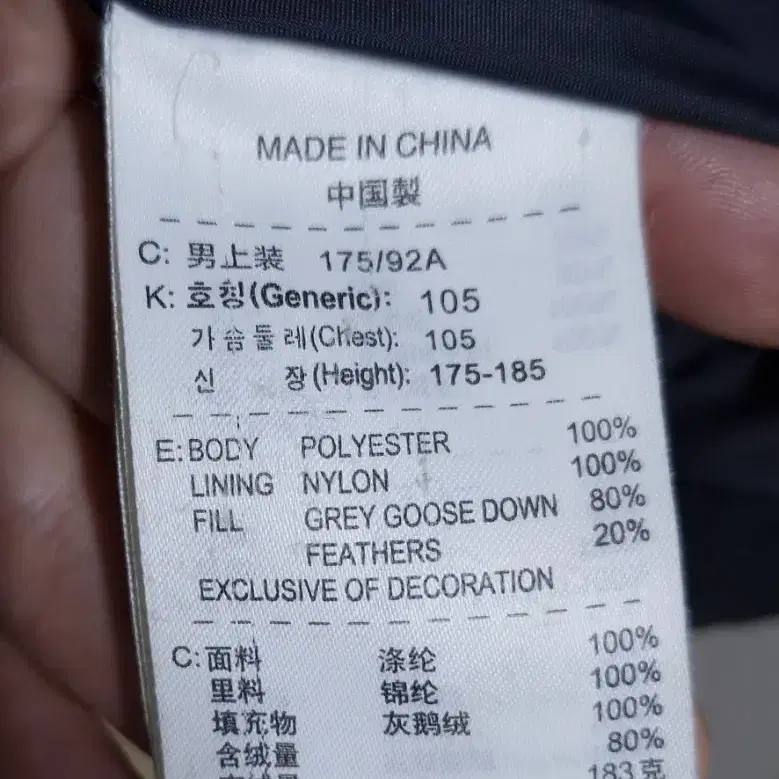 MADE IN CHINA
中国製
C: 男上装 175/92A
K: 호칭(Generic): 105
가슴둘레(Chest): 105
신 장(Height): 175-185
E: BODY POLYESTER 100%
LINING NYLON 100%
FILL GREY GOOSE DOWN 80%
FEATHERS 20%
EXCLUSIVE OF DECORATION
C: 面料 涤纶 100%
里料 锦纶 100%
填充物 灰鹅绒 100%
含绒量 80%
183 克